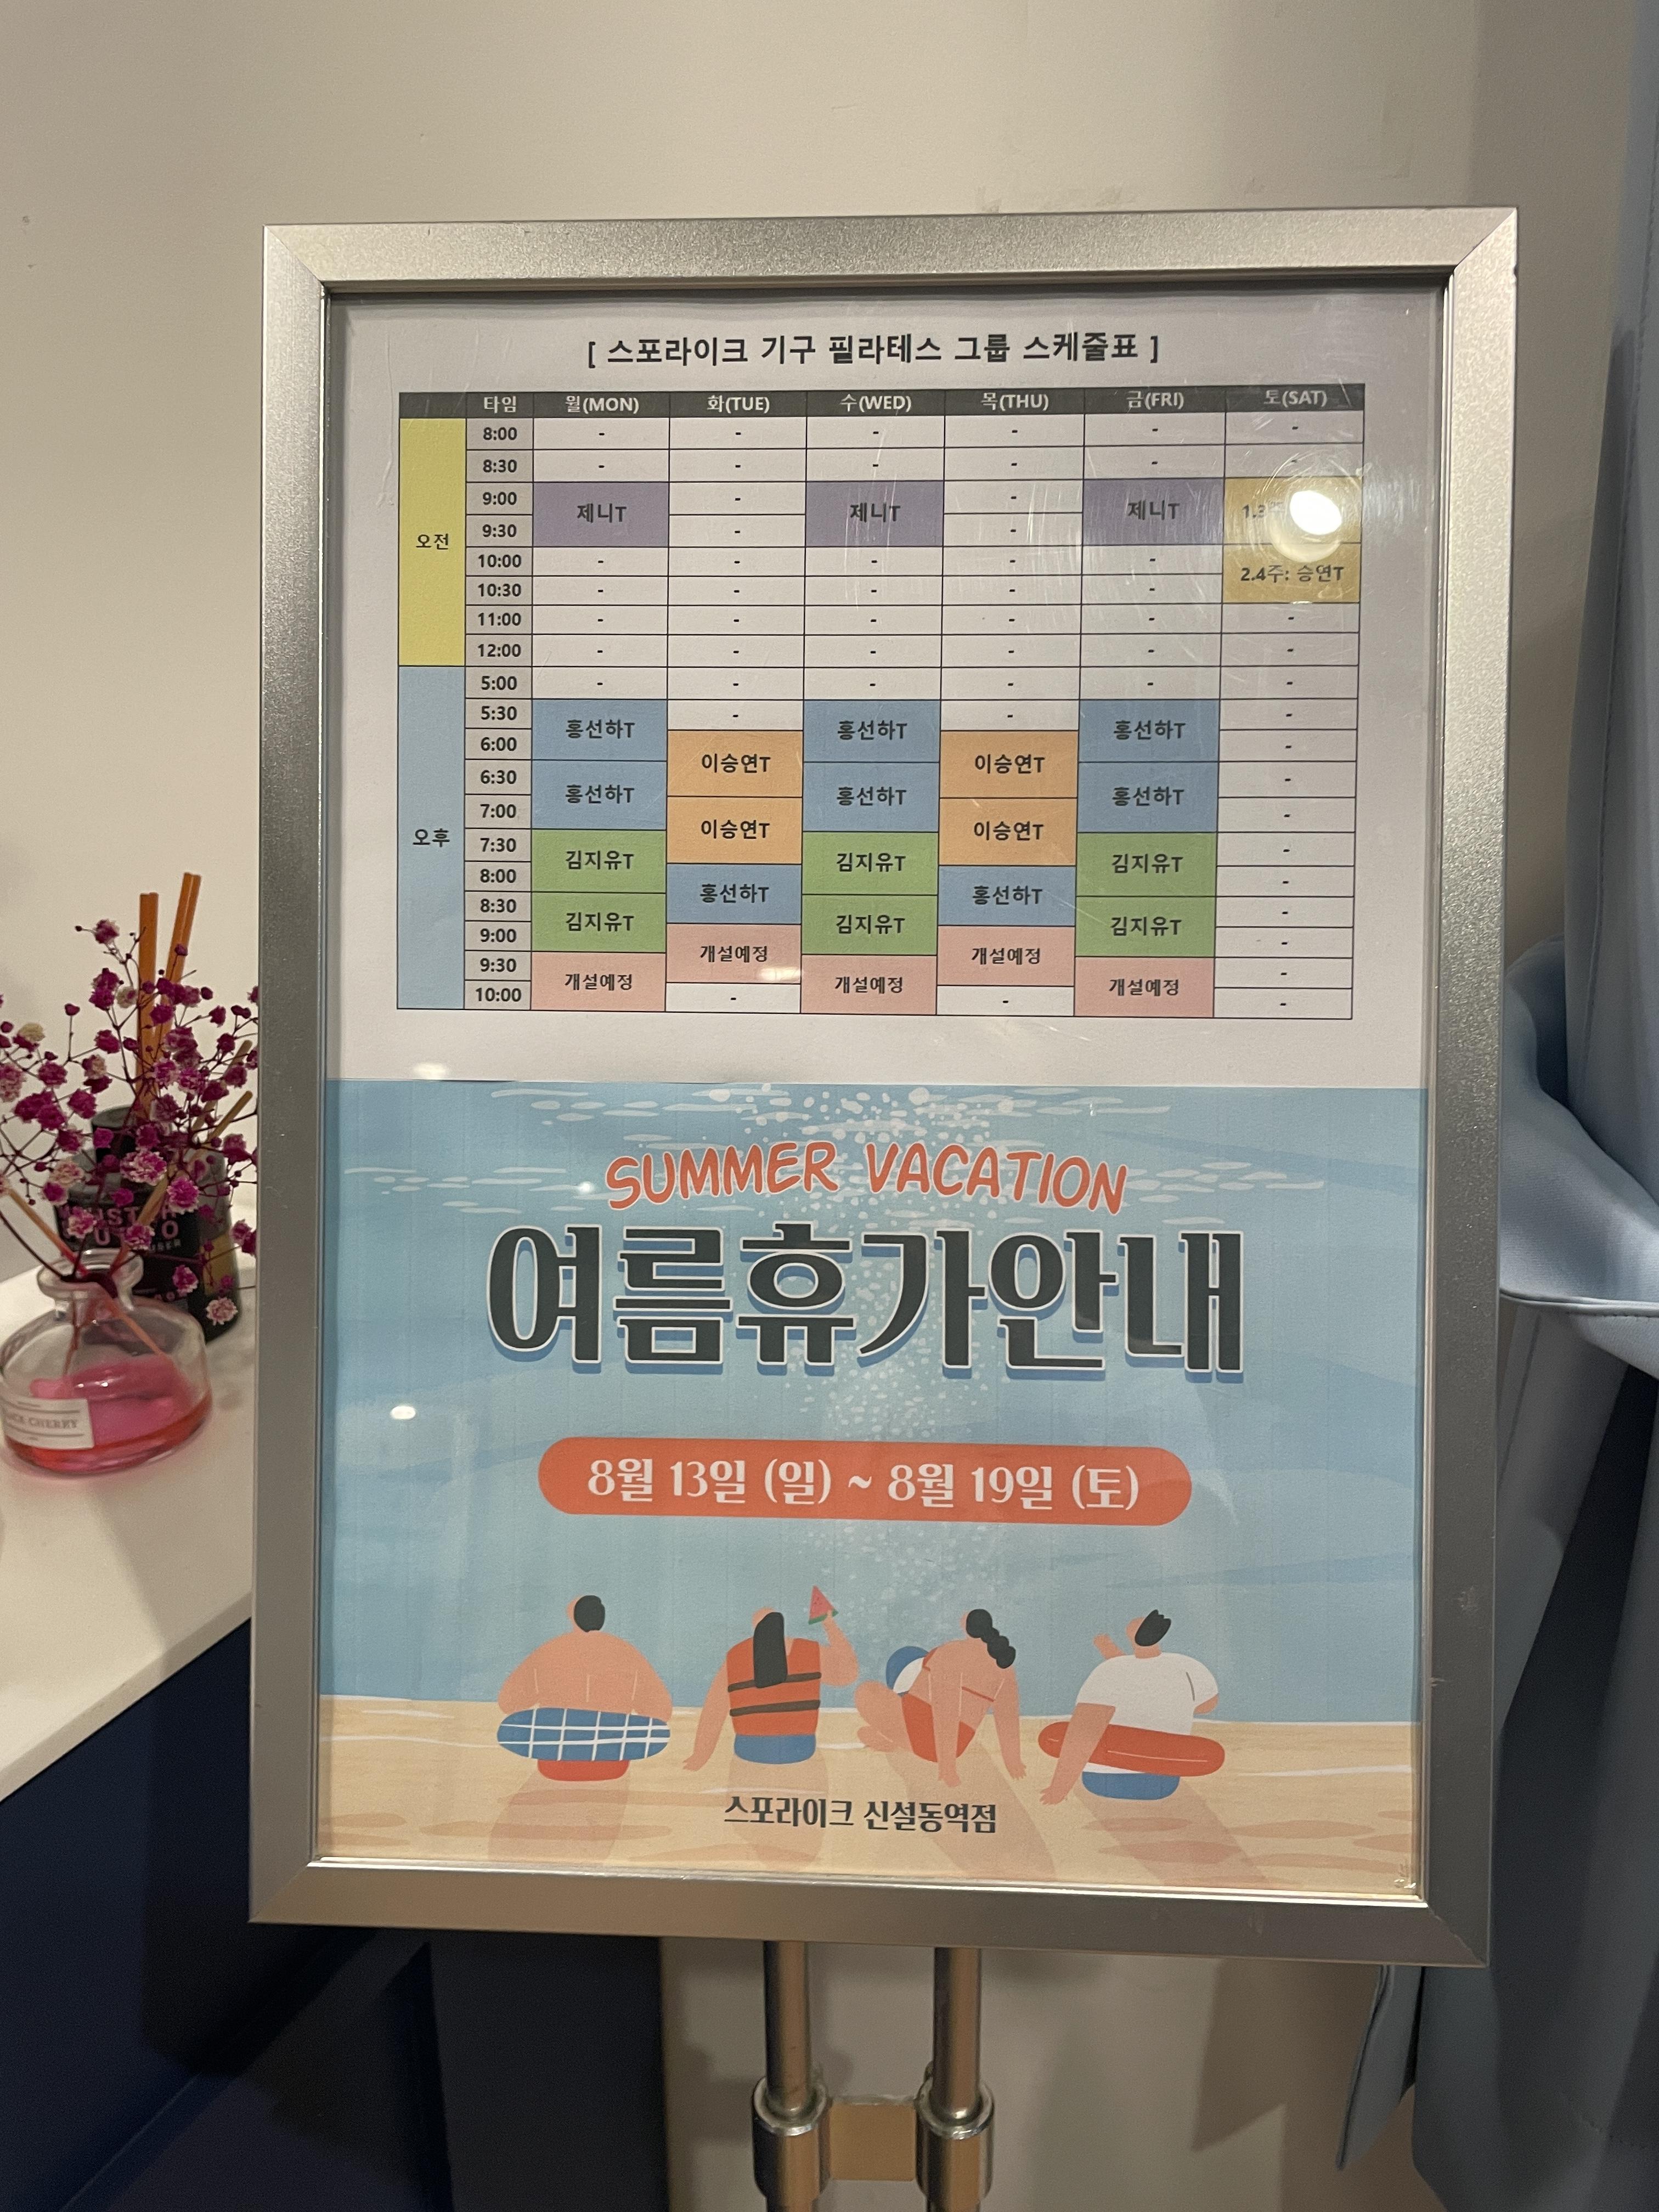 [ 스포라이크 기구 필라테스 그룹 스케줄표 ]
타임 월(MON) 화(TUE) 수(WED) 목(THU) 금(FRI) 토(SAT)
오전
8:00 - - - - - -
8:30 - - - - - -
9:00 제니T - 제니T - 제니T
9:30 - -
10:00 - - - - - 2.4주: 승연T
10:30 - - - - -
11:00 - - - - - -
12:00 - - - - - -
오후
5:00 - - - - - -
5:30 홍선하T - 홍선하T - 홍선하T -
6:00 이승연T 이승연T -
6:30 홍선하T 홍선하T 홍선하T -
7:00 이승연T 이승연T -
7:30 김지유T 김지유T 김지유T -
8:00 홍선하T 홍선하T -
8:30 김지유T 김지유T 김지유T -
9:00 개설예정 개설예정 -
9:30 개설예정 개설예정 개설예정 -
10:00 - - -
SUMMER VACATION
여름휴가안내
8월 13일 (일) ~ 8월 19일 (토)
스포라이크 신설동역점
CHERRY